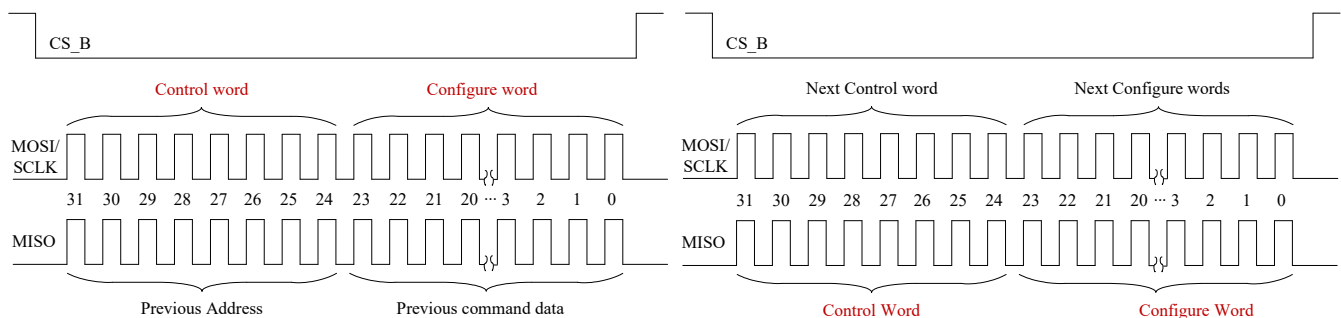 CS_B
Control word Configure word
MOSI/
SCLK
31 30 29 28 27 26 25 24 23 22 21 20 ... 3 2 1 0
MISO
Previous Address Previous command data
CS_B
Next Control word Next Configure words
MOSI/
SCLK
31 30 29 28 27 26 25 24 23 22 21 20 ... 3 2 1 0
MISO
Control Word Configure Word